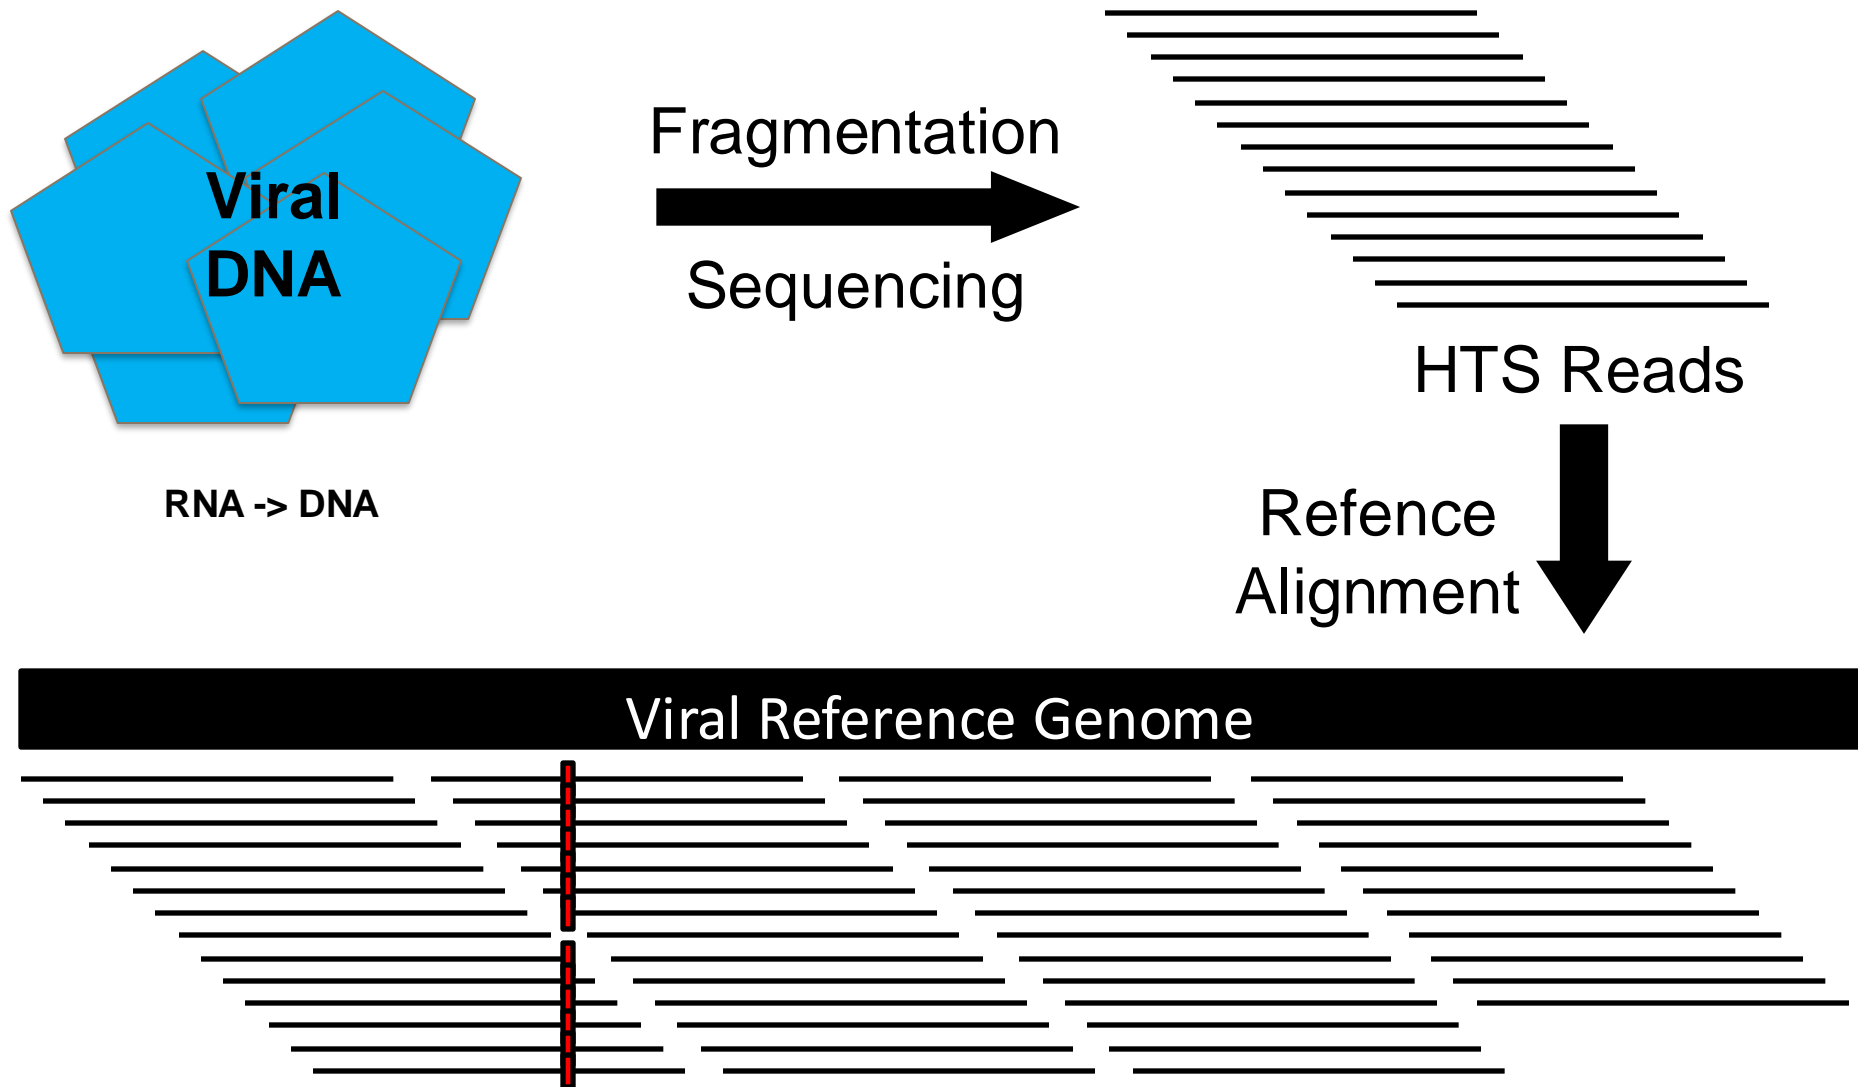 Viral
DNA
RNA -> DNA
Fragmentation
Sequencing
HTS Reads
Refence
Alignment
Viral Reference Genome